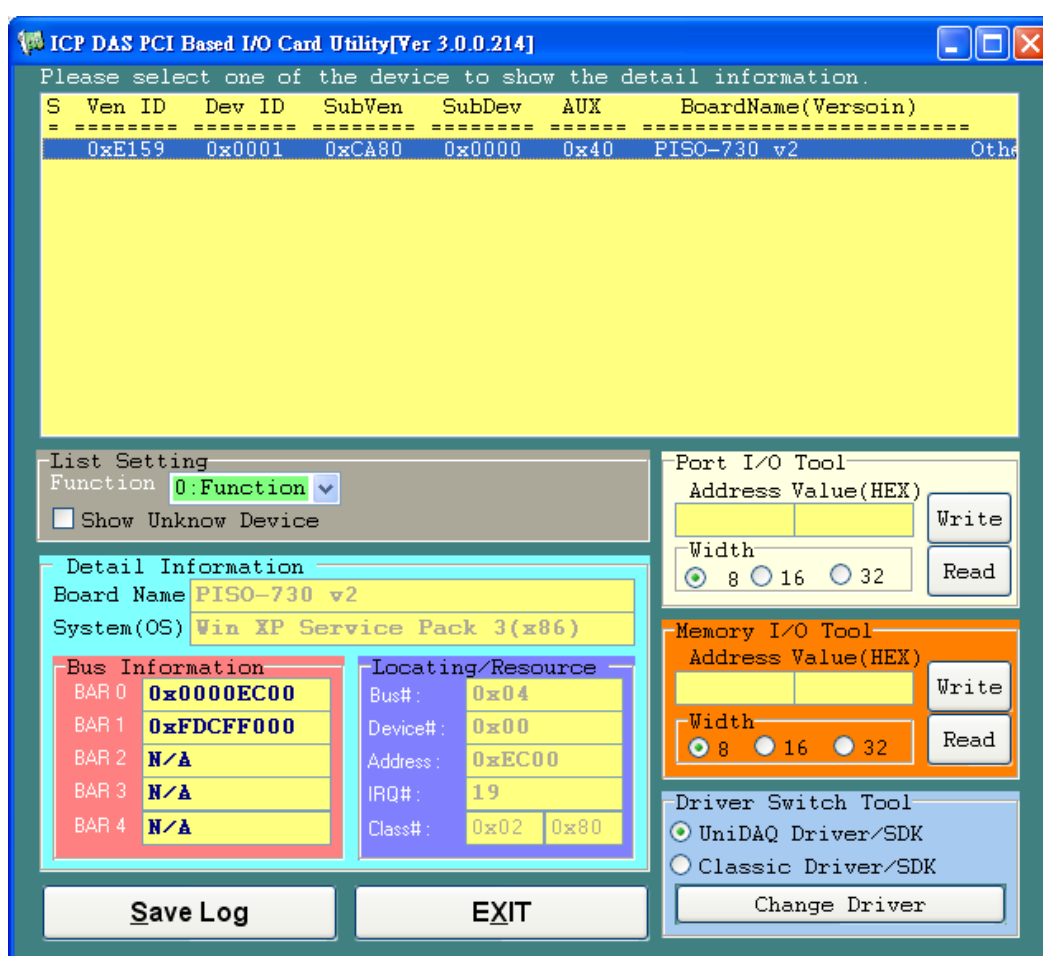 ICP DAS PCI Based I/O Card Utility[Ver 3.0.0.214]
Please select one of the device to show the detail information.
S Ven ID Dev ID SubVen SubDev AUX BoardName(Versoin)
= ======== ======== ======== ======== ====== =========================
0xE159 0x0001 0xCA80 0x0000 0x40 PISO-730 v2 Othe
List Setting
Function 0:Function
Show Unknow Device
Detail Information
Board Name PISO-730 v2
System(OS) Win XP Service Pack 3(x86)
Bus Information
BAR 0 0x0000EC00
BAR 1 0xFDCFF000
BAR 2 N/A
BAR 3 N/A
BAR 4 N/A
Locating/Resource
Bus# : 0x04
Device# : 0x00
Address : 0xEC00
IRQ# : 19
Class# : 0x02 0x80
Save Log
EXIT
Port I/O Tool
Address Value(HEX)
Write
Width
8 16 32
Read
Memory I/O Tool
Address Value(HEX)
Write
Width
8 16 32
Read
Driver Switch Tool
UniDAQ Driver/SDK
Classic Driver/SDK
Change Driver